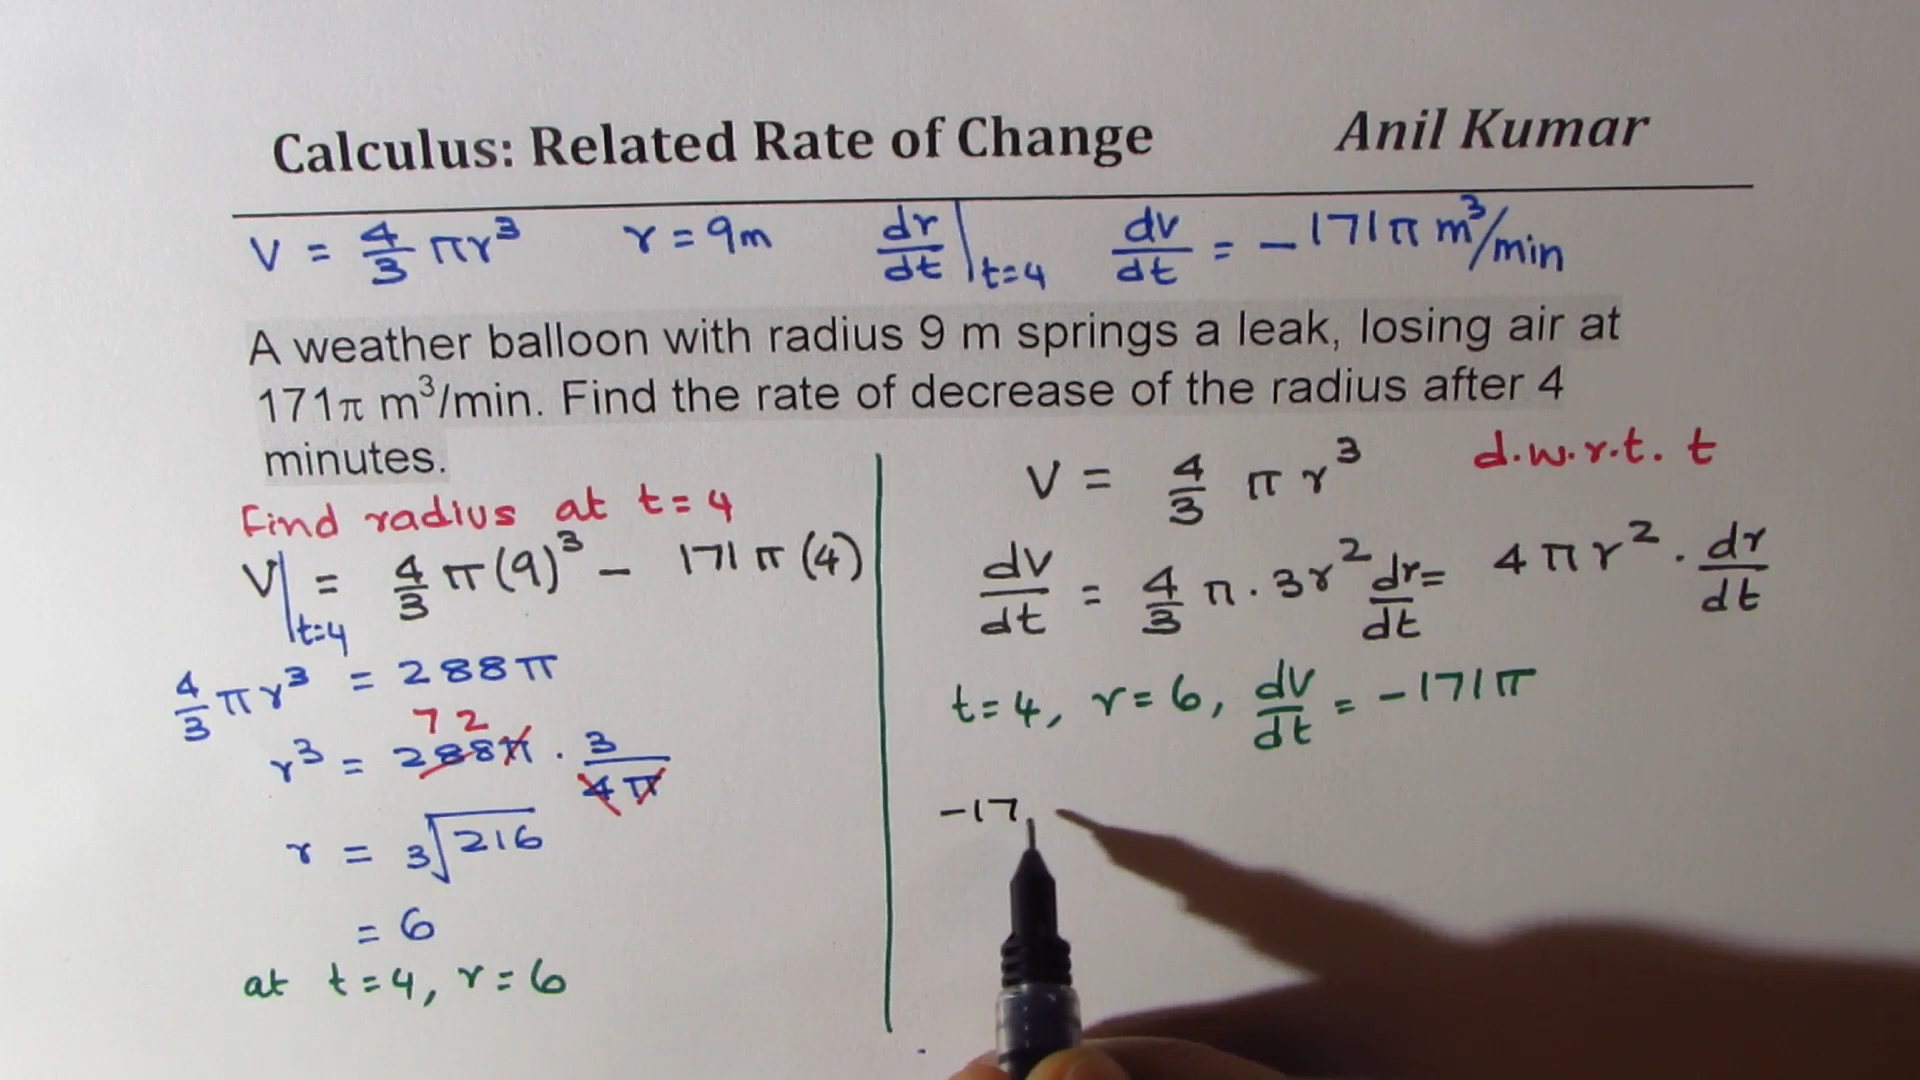 Calculus: Related Rate of Change Anil Kumar
V = 4/3 πr³ r = 9m dr/dt |t=4 dv/dt = -171π m³/min
A weather balloon with radius 9 m springs a leak, losing air at
171π m³/min. Find the rate of decrease of the radius after 4
minutes.
Find radius at t=4
V|t=4 = 4/3 π(9)³ - 171π(4)
4/3 πr³ = 288π
72
r³ = 288π · 3/4π
r = ³√216
= 6
at t=4, r=6
V = 4/3 πr³ d.w.r.t. t
dv/dt = 4/3 π · 3r² dr/dt = 4πr² · dr/dt
t=4, r=6, dv/dt = -171π
-17